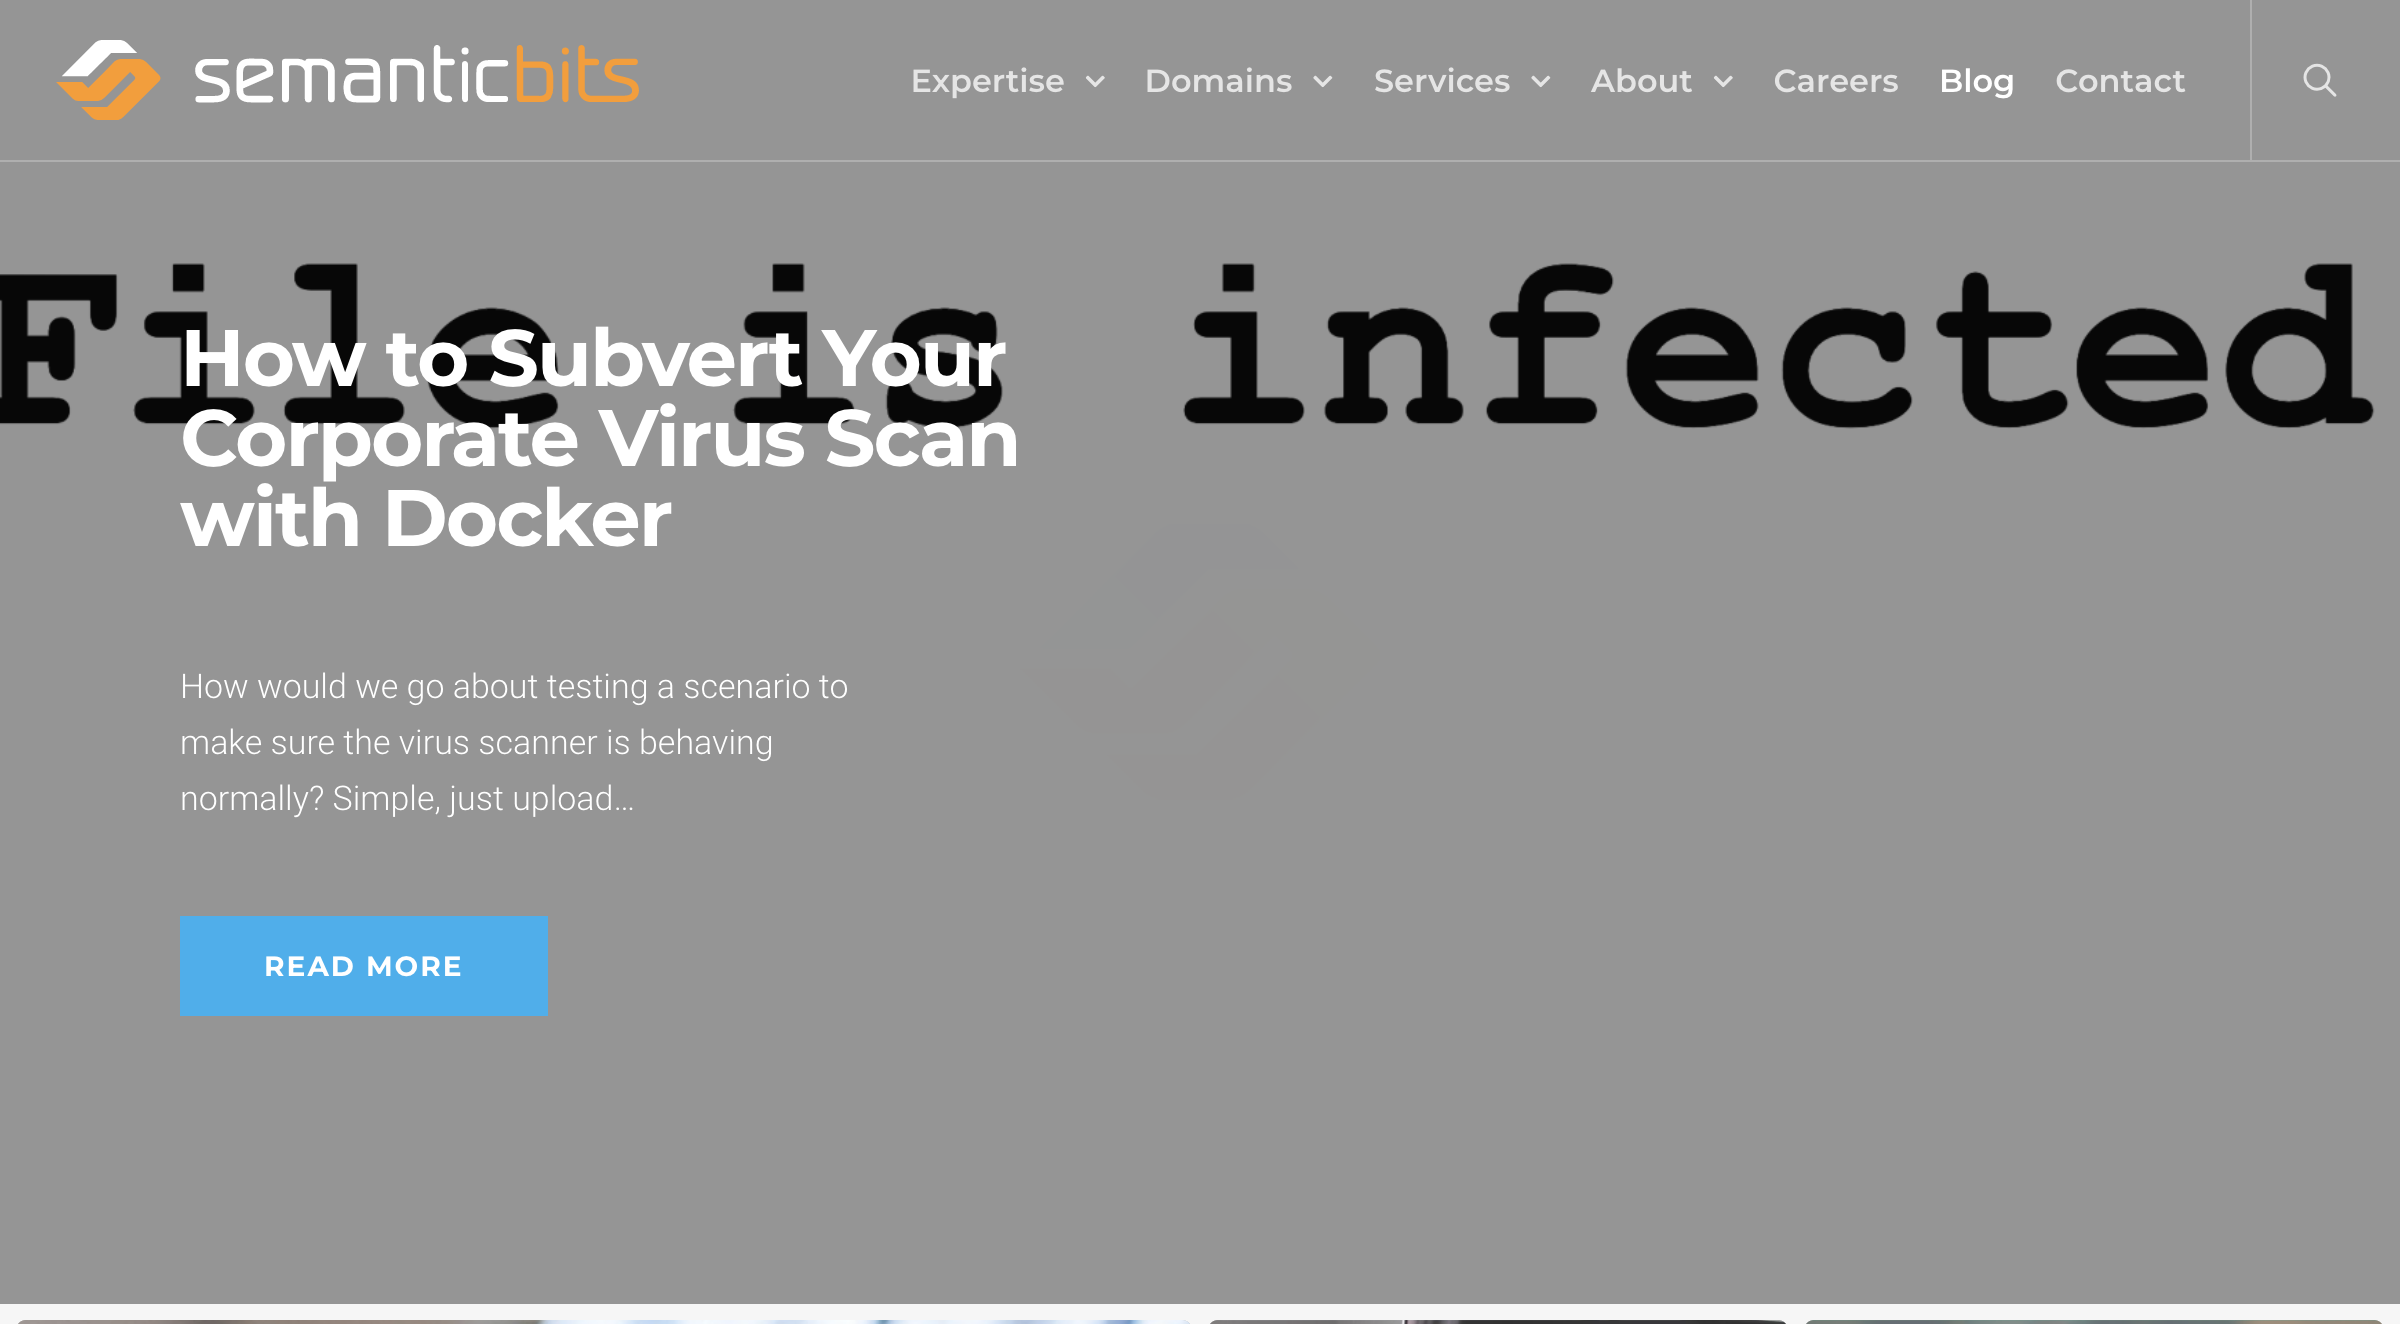 semanticbits
Expertise Domains Services About Careers Blog Contact
File is infected
How to Subvert Your
Corporate Virus Scan
with Docker
How would we go about testing a scenario to
make sure the virus scanner is behaving
normally? Simple, just upload...
READ MORE